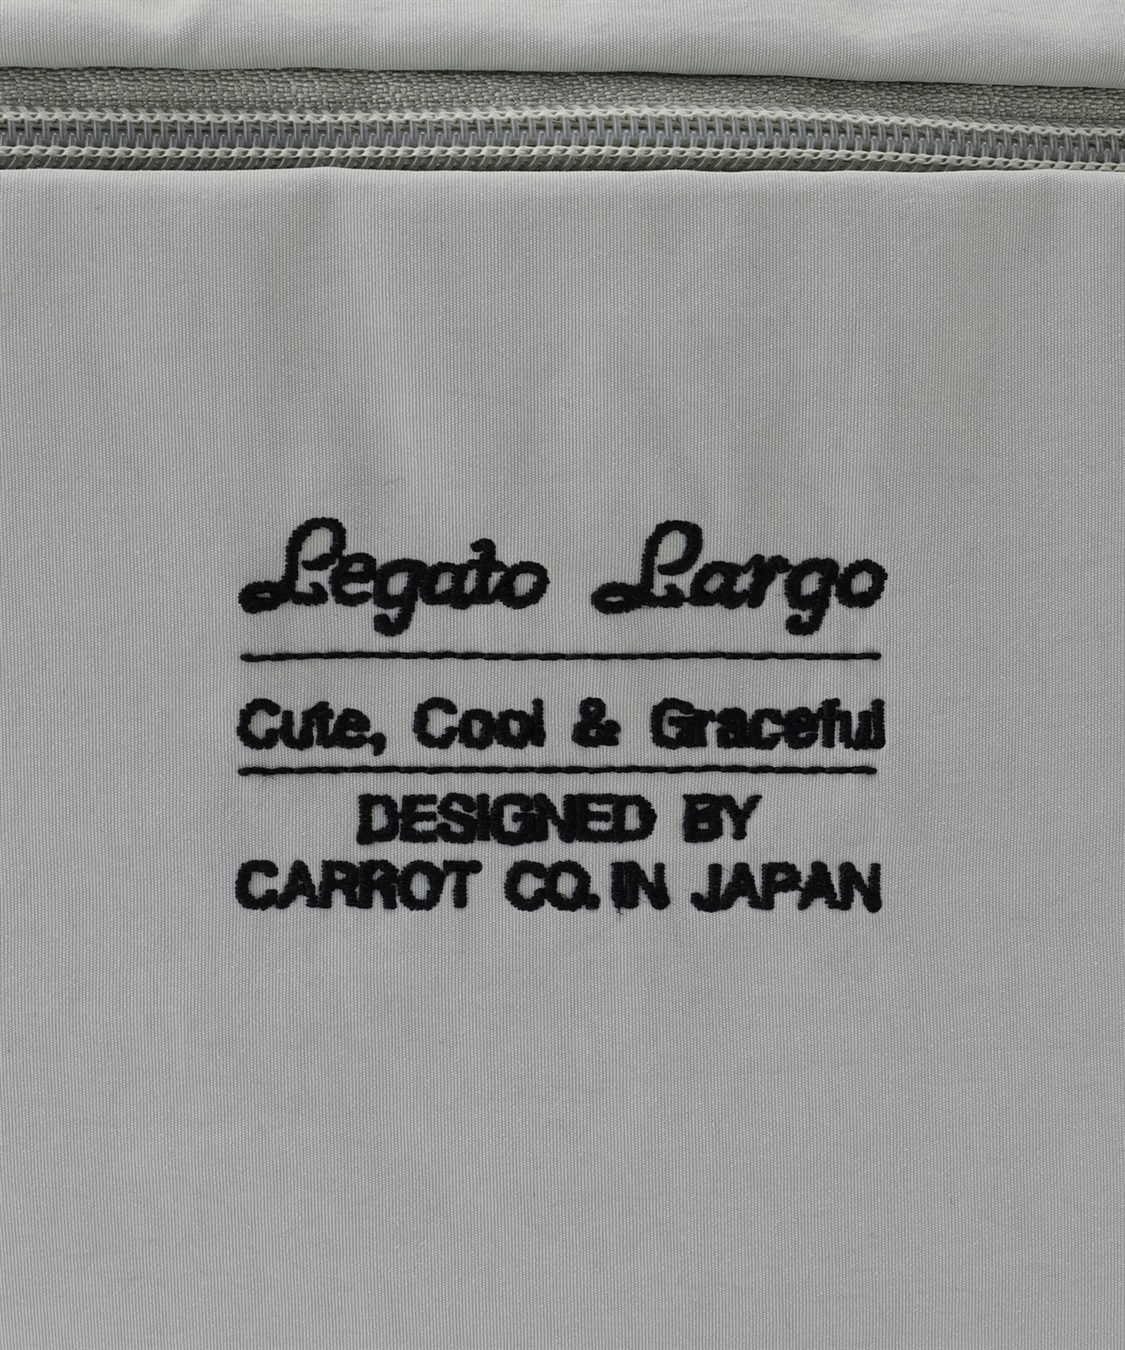 Legato Largo
Cute, Cool & Graceful
DESIGNED BY
CARROT CO. IN JAPAN